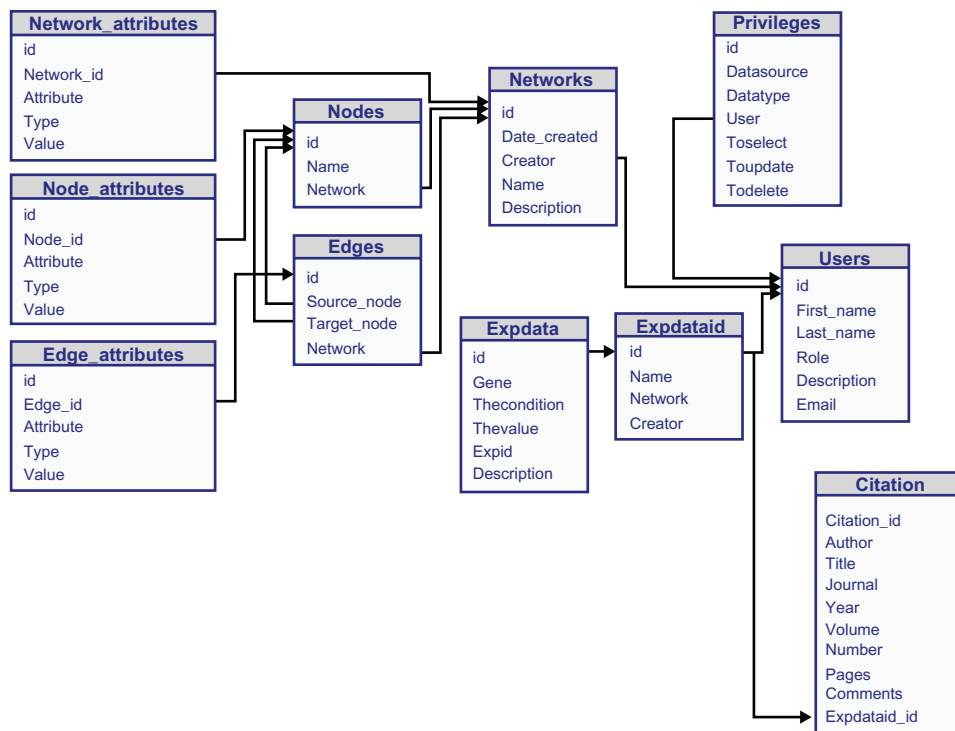 Network_attributes
id
Network_id
Attribute
Type
Value
Node_attributes
id
Node_id
Attribute
Type
Value
Edge_attributes
id
Edge_id
Attribute
Type
Value
Nodes
id
Name
Network
Edges
id
Source_node
Target_node
Network
Networks
id
Date_created
Creator
Name
Description
Expdata
id
Gene
Thecondition
Thevalue
Expid
Description
Expdataid
id
Name
Network
Creator
Privileges
id
Datasource
Datatype
User
Toselect
Toupdate
Todelete
Users
id
First_name
Last_name
Role
Description
Email
Citation
Citation_id
Author
Title
Journal
Year
Volume
Number
Pages
Comments
Expdataid_id